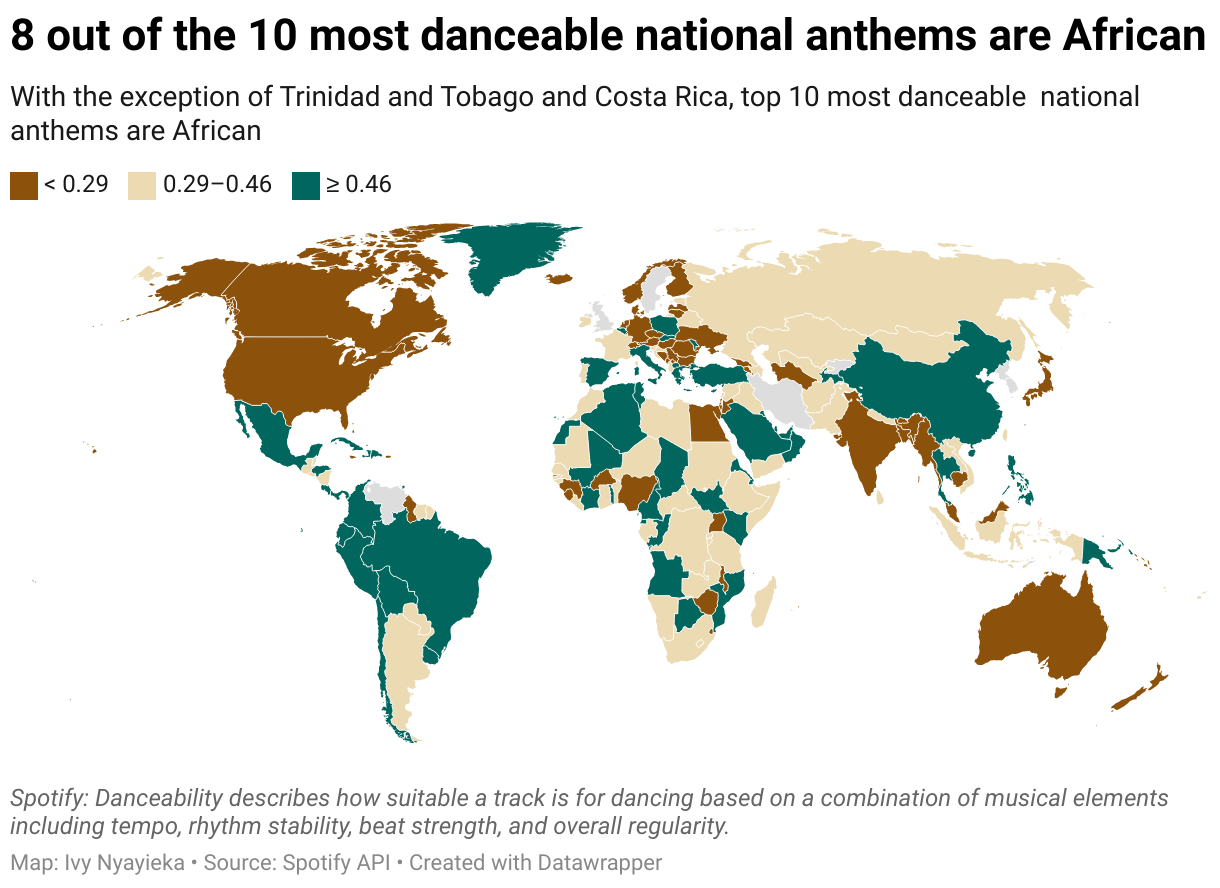 8 out of the 10 most danceable national anthems are African
With the exception of Trinidad and Tobago and Costa Rica, top 10 most danceable  national
anthems are African
< 0.29 0.29–0.46 ≥ 0.46
Spotify: Danceability describes how suitable a track is for dancing based on a combination of musical elements
including tempo, rhythm stability, beat strength, and overall regularity.
Map: Ivy Nyayieka • Source: Spotify API • Created with Datawrapper